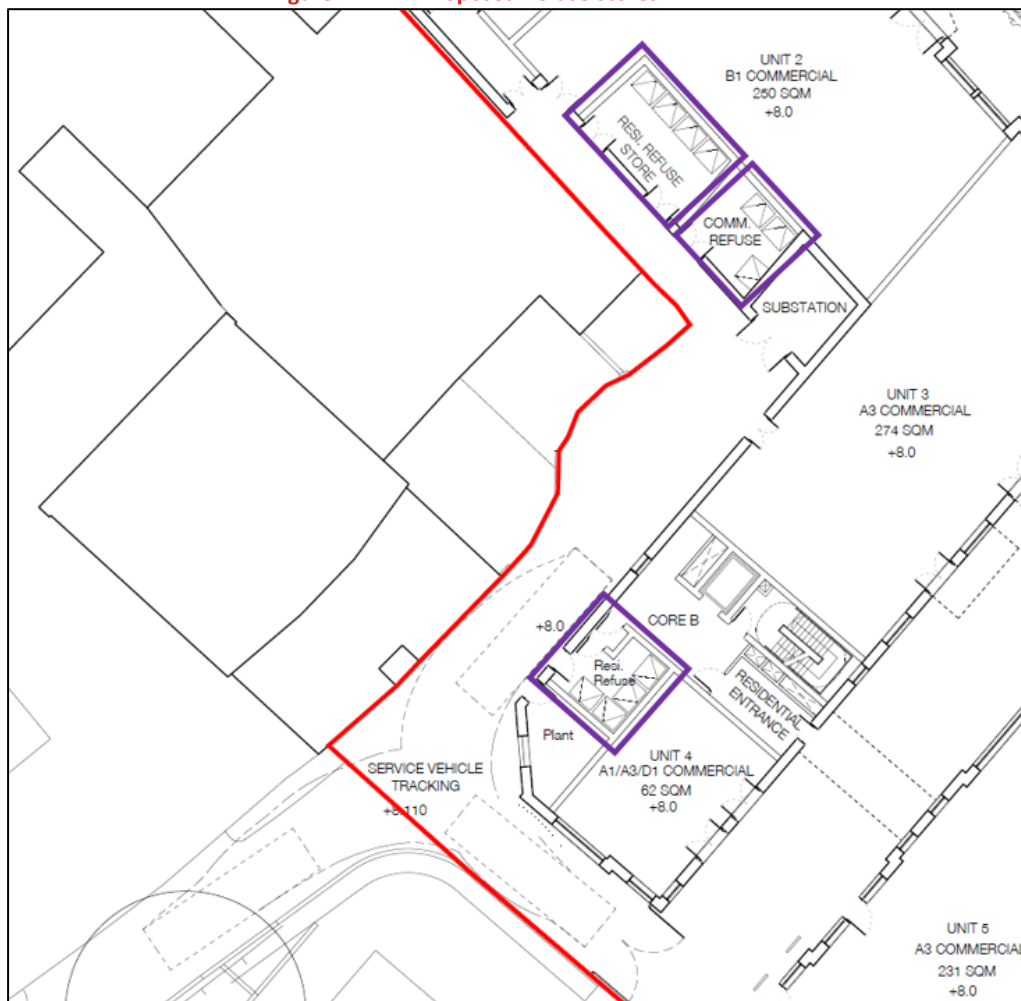 UNIT 2
B1 COMMERCIAL
250 SQM
+8.0
RESI. REFUSE
STORE
COMM.
REFUSE
SUBSTATION
UNIT 3
A3 COMMERCIAL
274 SQM
+8.0
+8.0
CORE B
Resi.
Refuse
RESIDENTIAL
ENTRANCE
Plant
UNIT 4
A1/A3/D1 COMMERCIAL
62 SQM
+8.0
SERVICE VEHICLE
TRACKING
+8.110
UNIT 5
A3 COMMERCIAL
231 SQM
+8.0